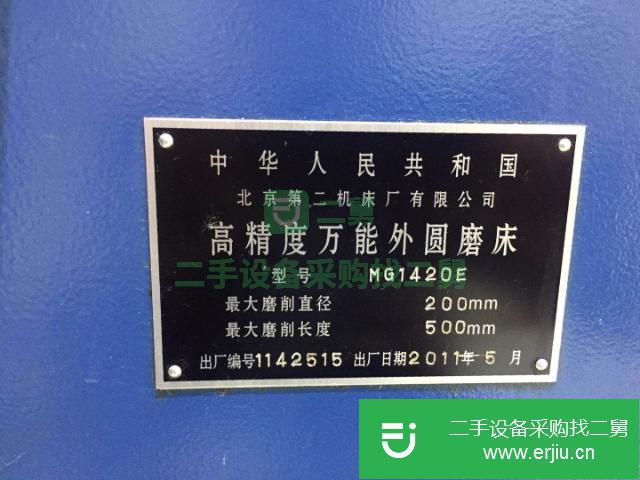 中华人民共和国
北京第二机床厂有限公司
二舅
高精度万能外圆磨床
二手设备采购找二舅
型号 MG1420E
最大磨削直径 200mm
最大磨削长度 500mm
出厂编号1142515 出厂日期2011年5月
二手设备采购找二舅
www.erjiu.cn